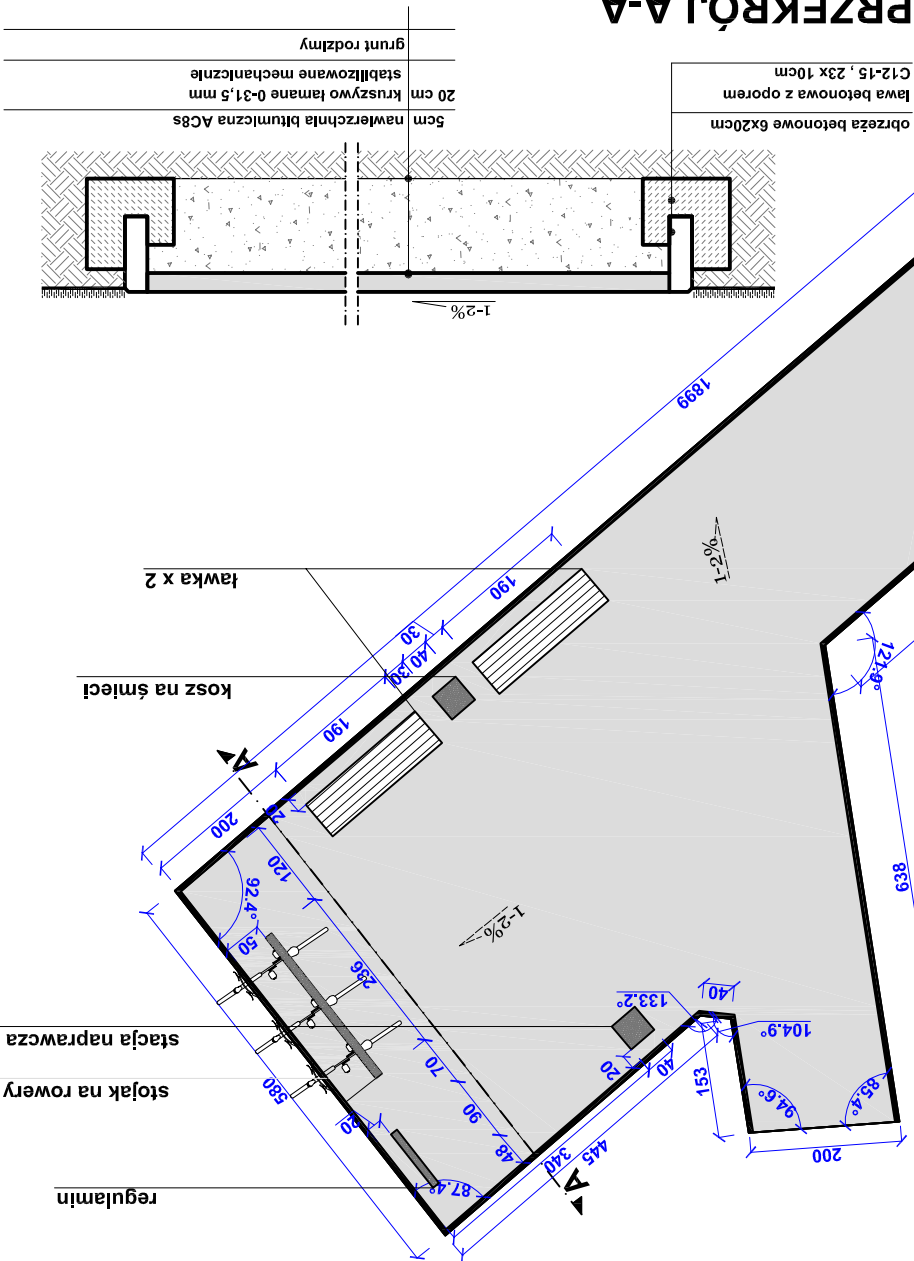 regulamin
87.4°
200
445
340
A
48
90
70
236
120
580
20
stojak na rowery
stacja naprawcza
50
92.4°
200
94.6°
85.4°
153
104.9°
133.2°
40
40
20
638
1-2%
A
190
30
40
30
190
kosz na śmieci
ławka x 2
121.9°
1-2%
1899
1-2%
obrzeża betonowe 6x20cm
ława betonowa z oporem
C12-15 , 23x 10cm
5cm nawierzchnia bitumiczna AC8s
20 cm kruszywo łamane 0-31,5 mm
stabilizowane mechanicznie
grunt rodzimy
PRZEKRÓJ A-A